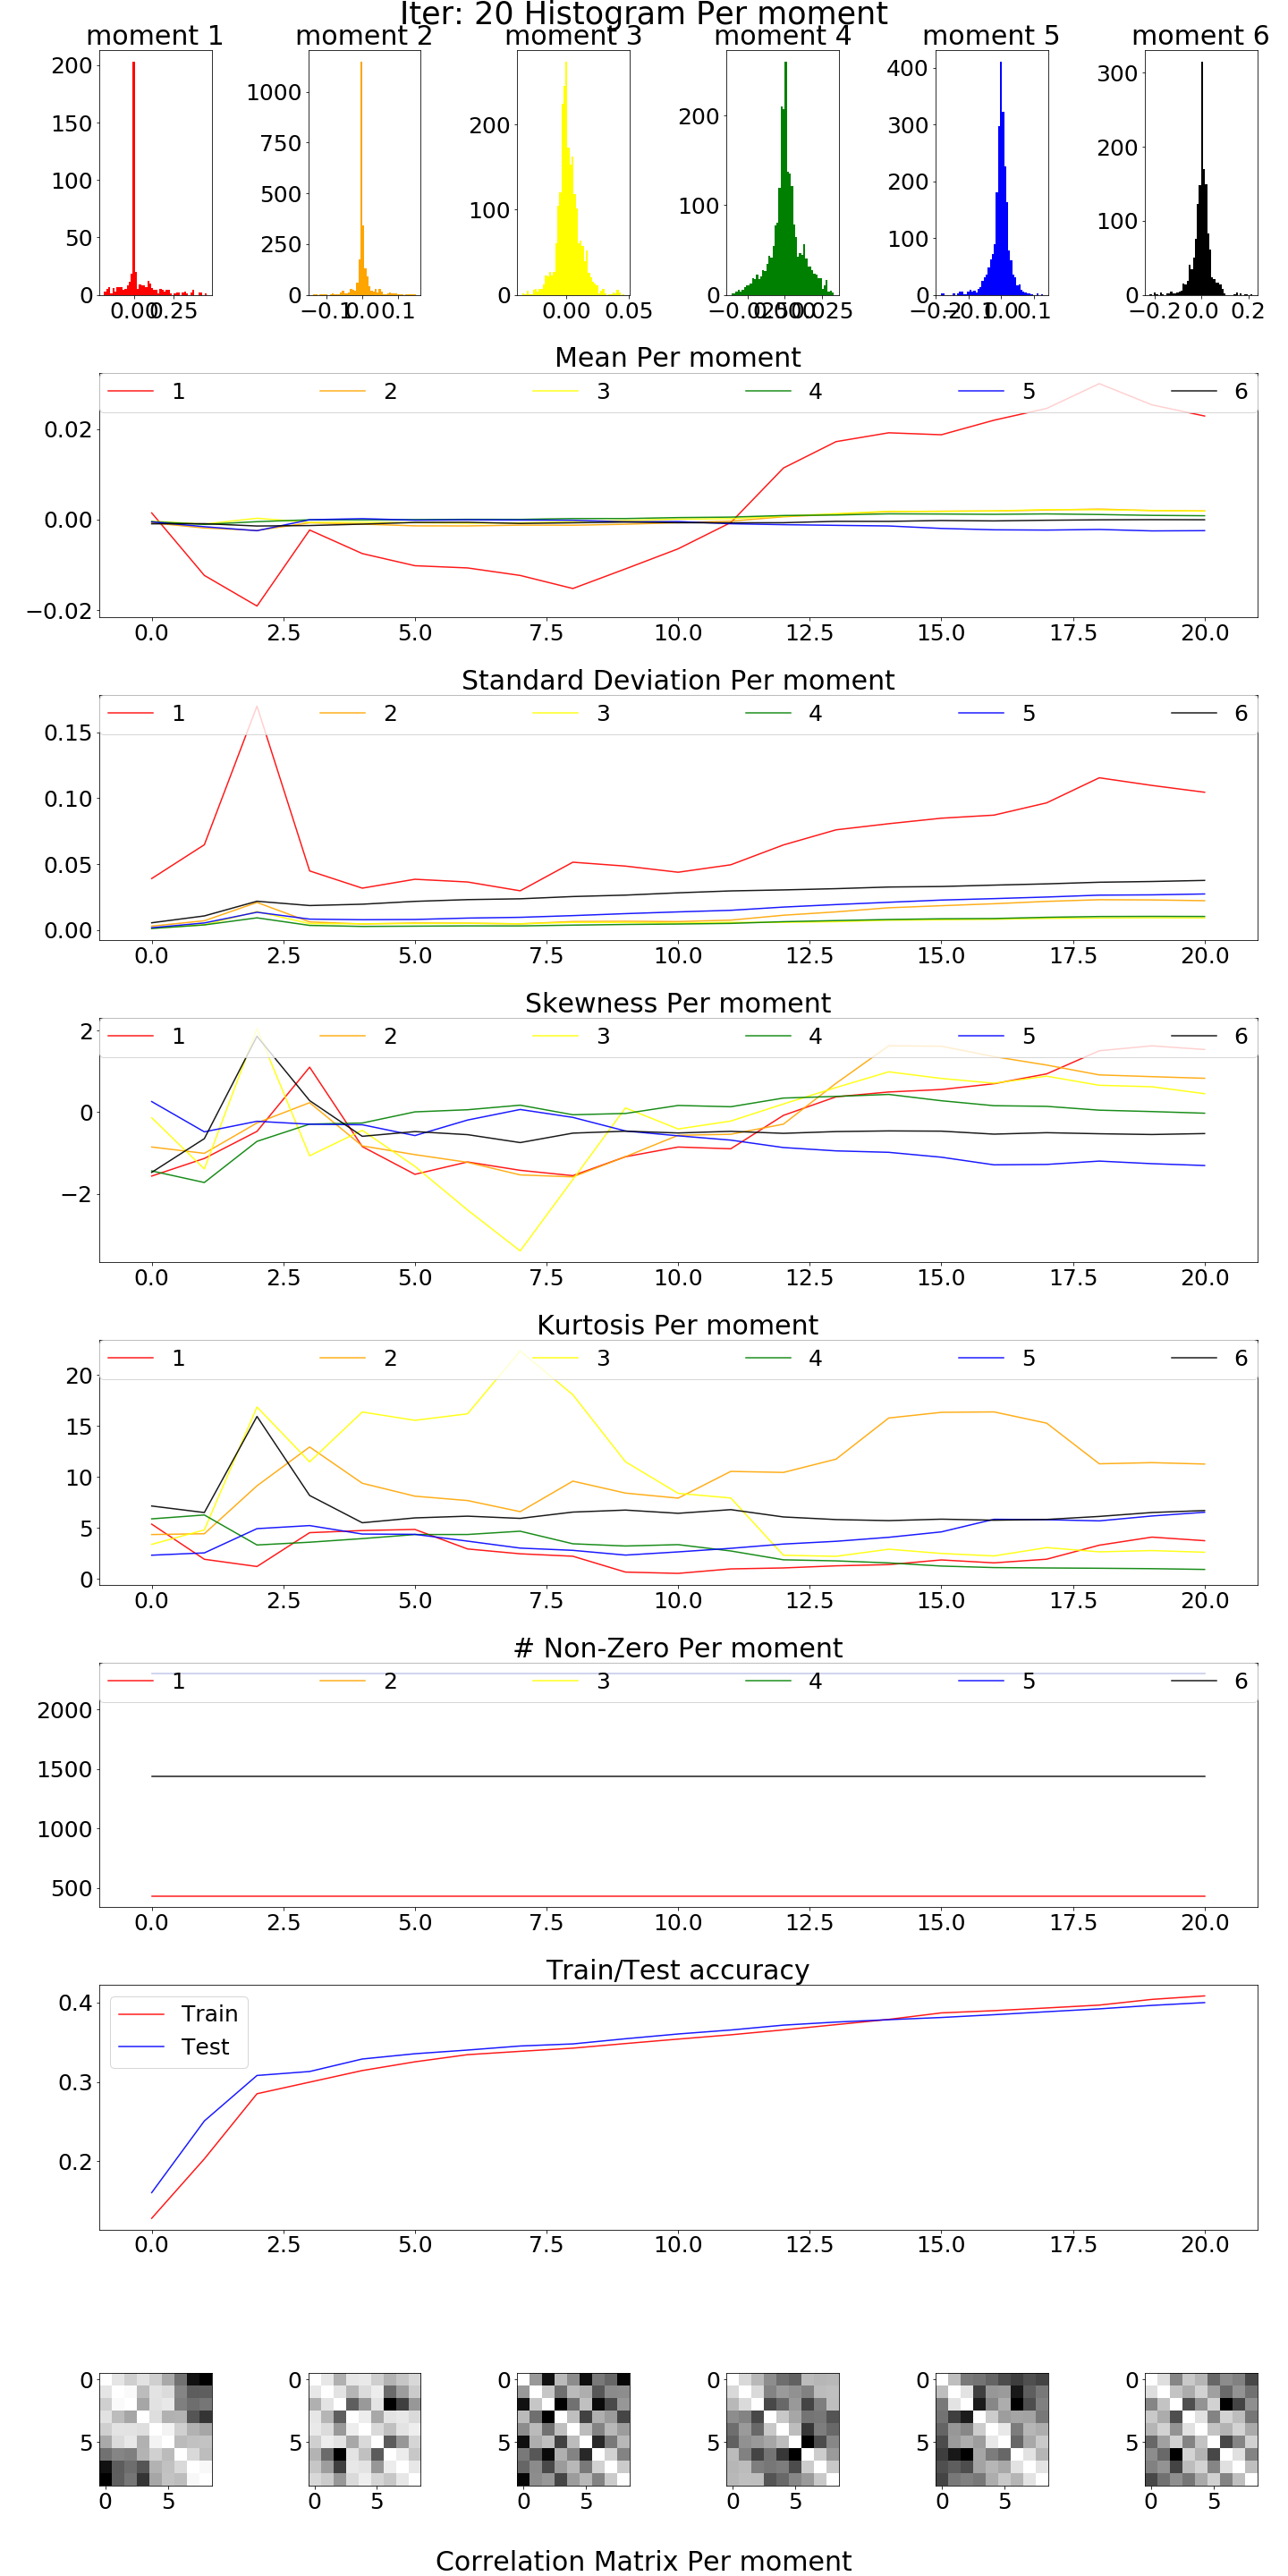 Iter: 20 Histogram Per moment
moment 1 moment 2 moment 3 moment 4 moment 5 moment 6
200 150 100 50 0
1000 750 500 250 0
200 100 0
200 100 0
400 300 200 100 0
300 200 100 0
0.00 0.25
−0.1 0.0 0.1
0.00 0.05
−0.025 0.000 0.025
−0.2 −0.1 0.0 0.1
−0.2 0.0 0.2
Mean Per moment
1 2 3 4 5 6
0.02
0.00
−0.02
0.0 2.5 5.0 7.5 10.0 12.5 15.0 17.5 20.0
Standard Deviation Per moment
1 2 3 4 5 6
0.15
0.10
0.05
0.00
0.0 2.5 5.0 7.5 10.0 12.5 15.0 17.5 20.0
Skewness Per moment
1 2 3 4 5 6
2
0
−2
0.0 2.5 5.0 7.5 10.0 12.5 15.0 17.5 20.0
Kurtosis Per moment
1 2 3 4 5 6
20
15
10
5
0
0.0 2.5 5.0 7.5 10.0 12.5 15.0 17.5 20.0
# Non-Zero Per moment
1 2 3 4 5 6
2000
1500
1000
500
0.0 2.5 5.0 7.5 10.0 12.5 15.0 17.5 20.0
Train/Test accuracy
Train
Test
0.4
0.3
0.2
0.0 2.5 5.0 7.5 10.0 12.5 15.0 17.5 20.0
0 0 0 0 0 0
5 5 5 5 5 5
0 5 0 5 0 5 0 5 0 5 0 5
Correlation Matrix Per moment